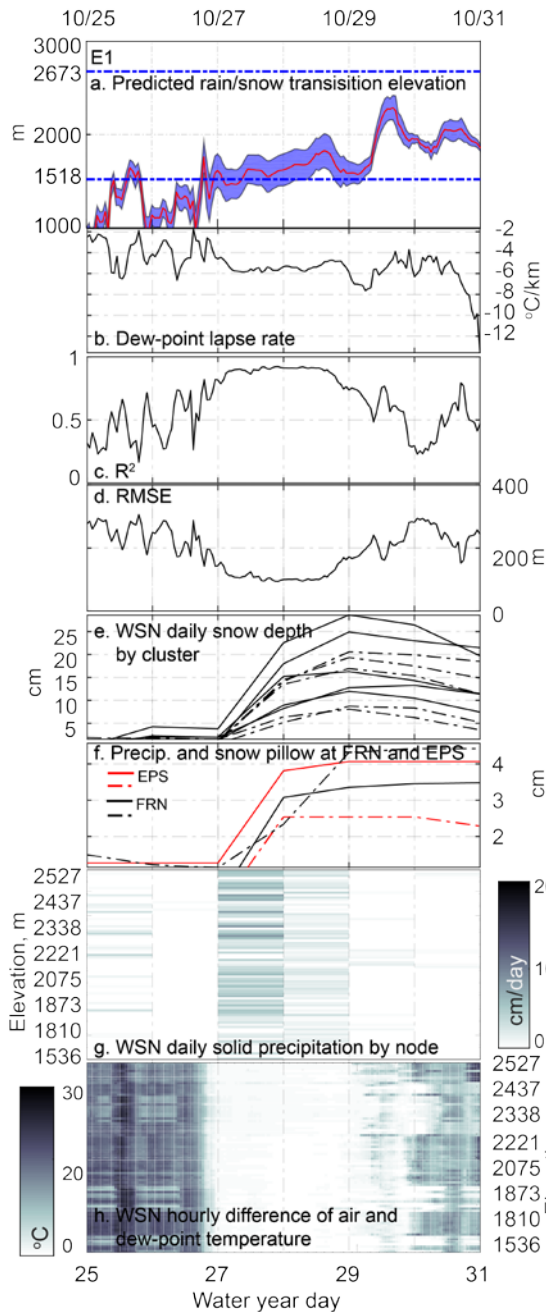 10/25 10/27 10/29 10/31
3000
E1
2673
a. Predicted rain/snow transisition elevation
m
2000
1518
1000
-2
-4
-6
-8
-10
-12
°C/km
b. Dew-point lapse rate
1
0.5
0
c. R²
d. RMSE
400
200
m
0
e. WSN daily snow depth
by cluster
25
20
15
10
5
cm
f. Precip. and snow pillow at FRN and EPS
EPS
FRN
4
3
2
cm
2527
2437
2338
2221
2075
1873
1810
1536
Elevation, m
g. WSN daily solid precipitation by node
20
10
0
cm/day
30
20
0
°C
2527
2437
2338
2221
2075
1873
1810
1536
h. WSN hourly difference of air and
dew-point temperature
25 27 29 31
Water year day